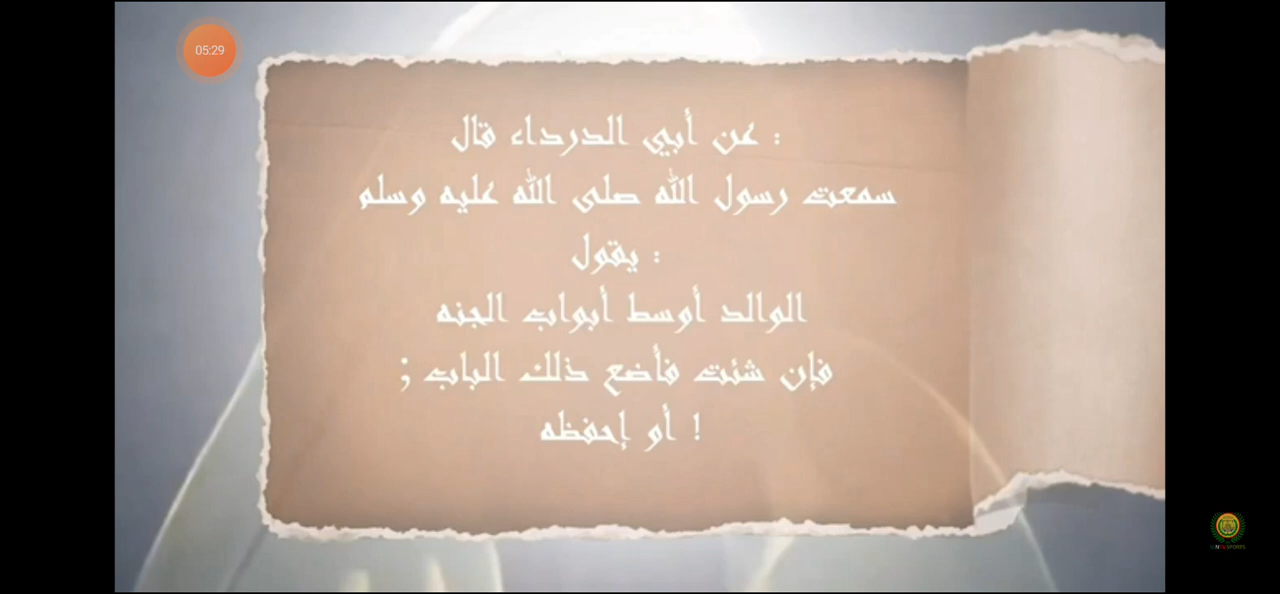 05:29
عن أبي الدرداء قال :
سمعت رسول الله صلى الله عليه وسلم
يقول :
الوالد أوسط أبواب الجنه
فإن شئت فأضع ذلك الباب ;
أو إحفظه !